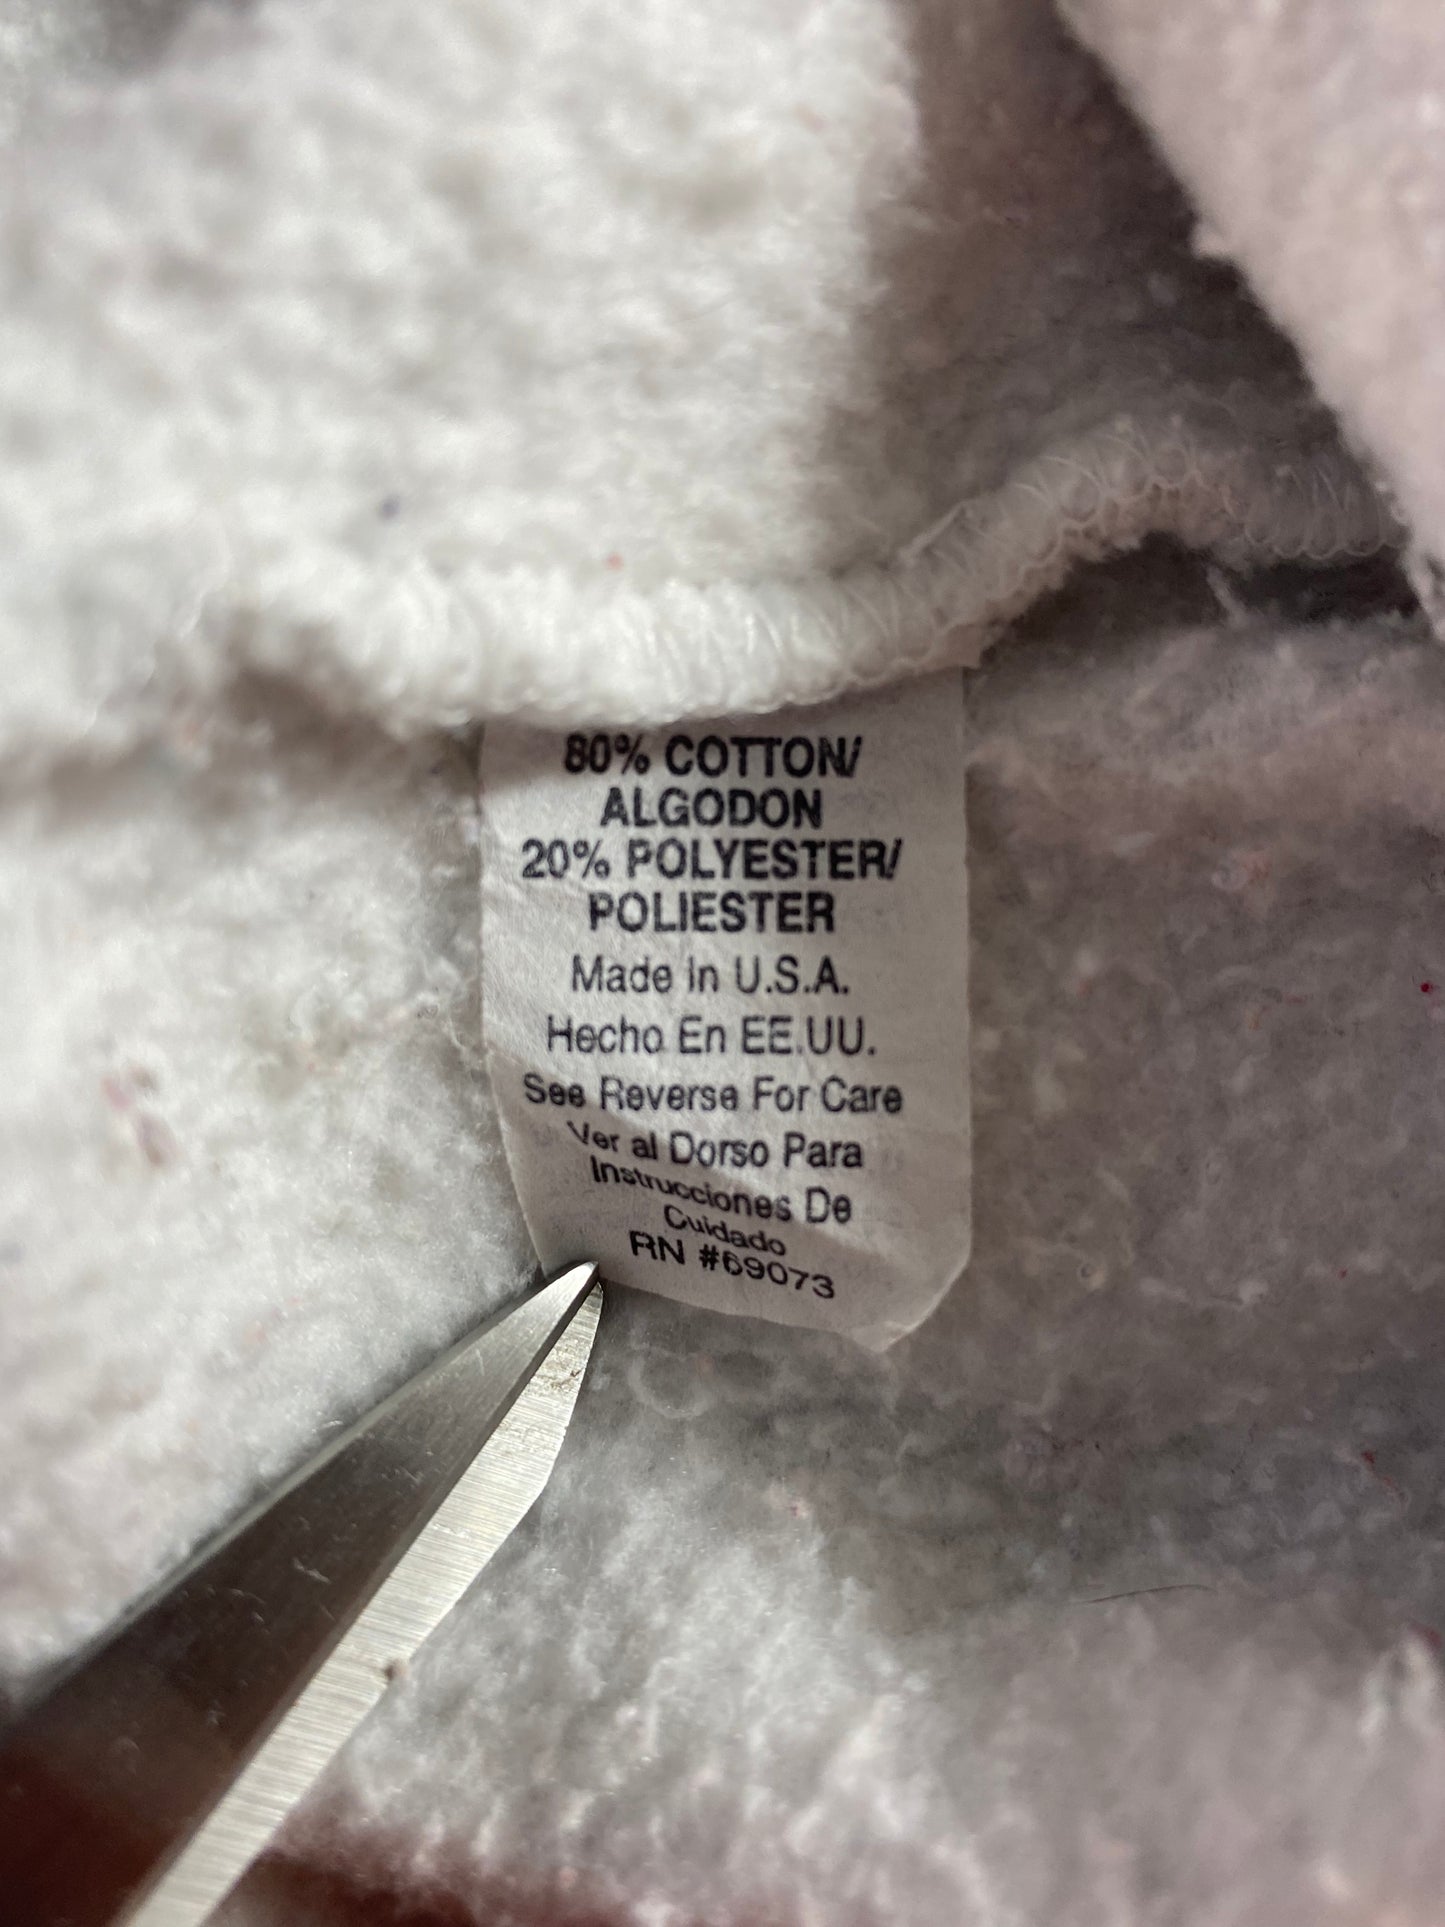 80% COTTON/
ALGODON
20% POLYESTER/
POLIESTER
Made In U.S.A.
Hecho En EE.UU.
See Reverse For Care
Ver al Dorso Para
Instrucciones De
Cuidado
RN #69073